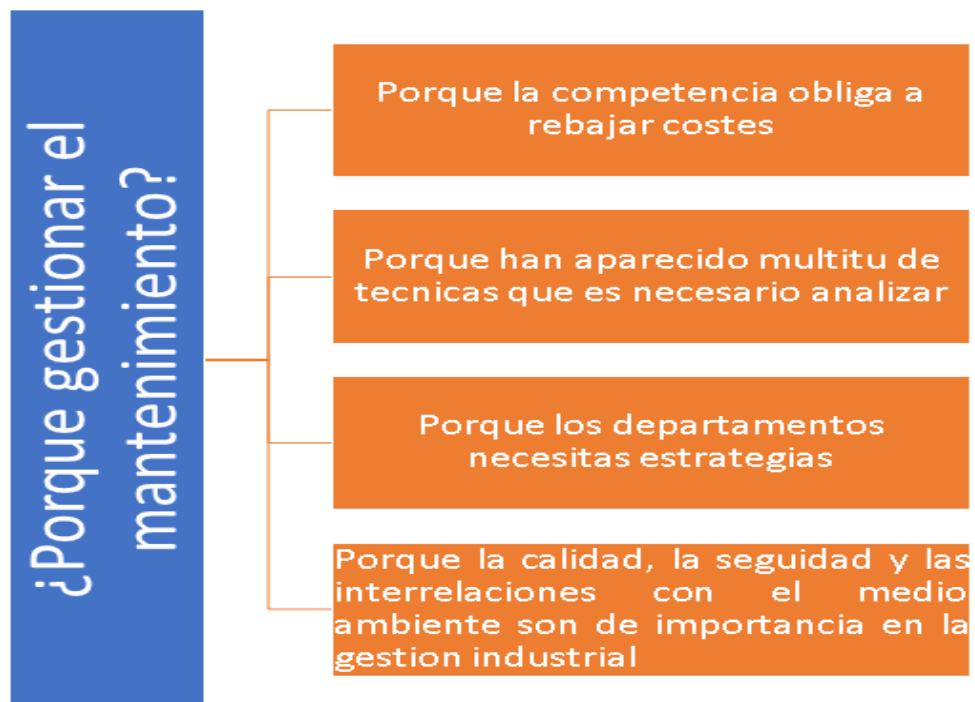 ¿Porque gestionar el
mantenimiento?
Porque la competencia obliga a
rebajar costes
Porque han aparecido multitu de
tecnicas que es necesario analizar
Porque los departamentos
necesitas estrategias
Porque la calidad, la seguidad y las
interrelaciones con el medio
ambiente son de importancia en la
gestion industrial